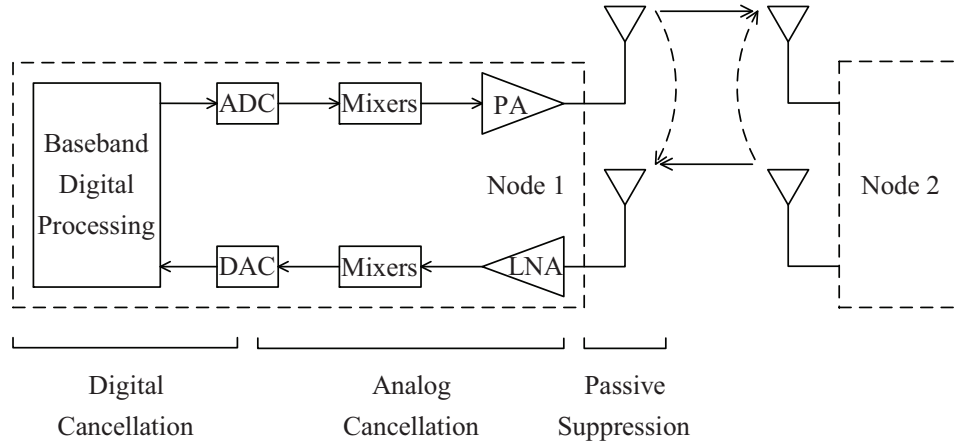 ADC
Mixers
PA
Baseband
Digital
Processing
Node 1
Node 2
DAC
Mixers
LNA
Digital
Cancellation
Analog
Cancellation
Passive
Suppression